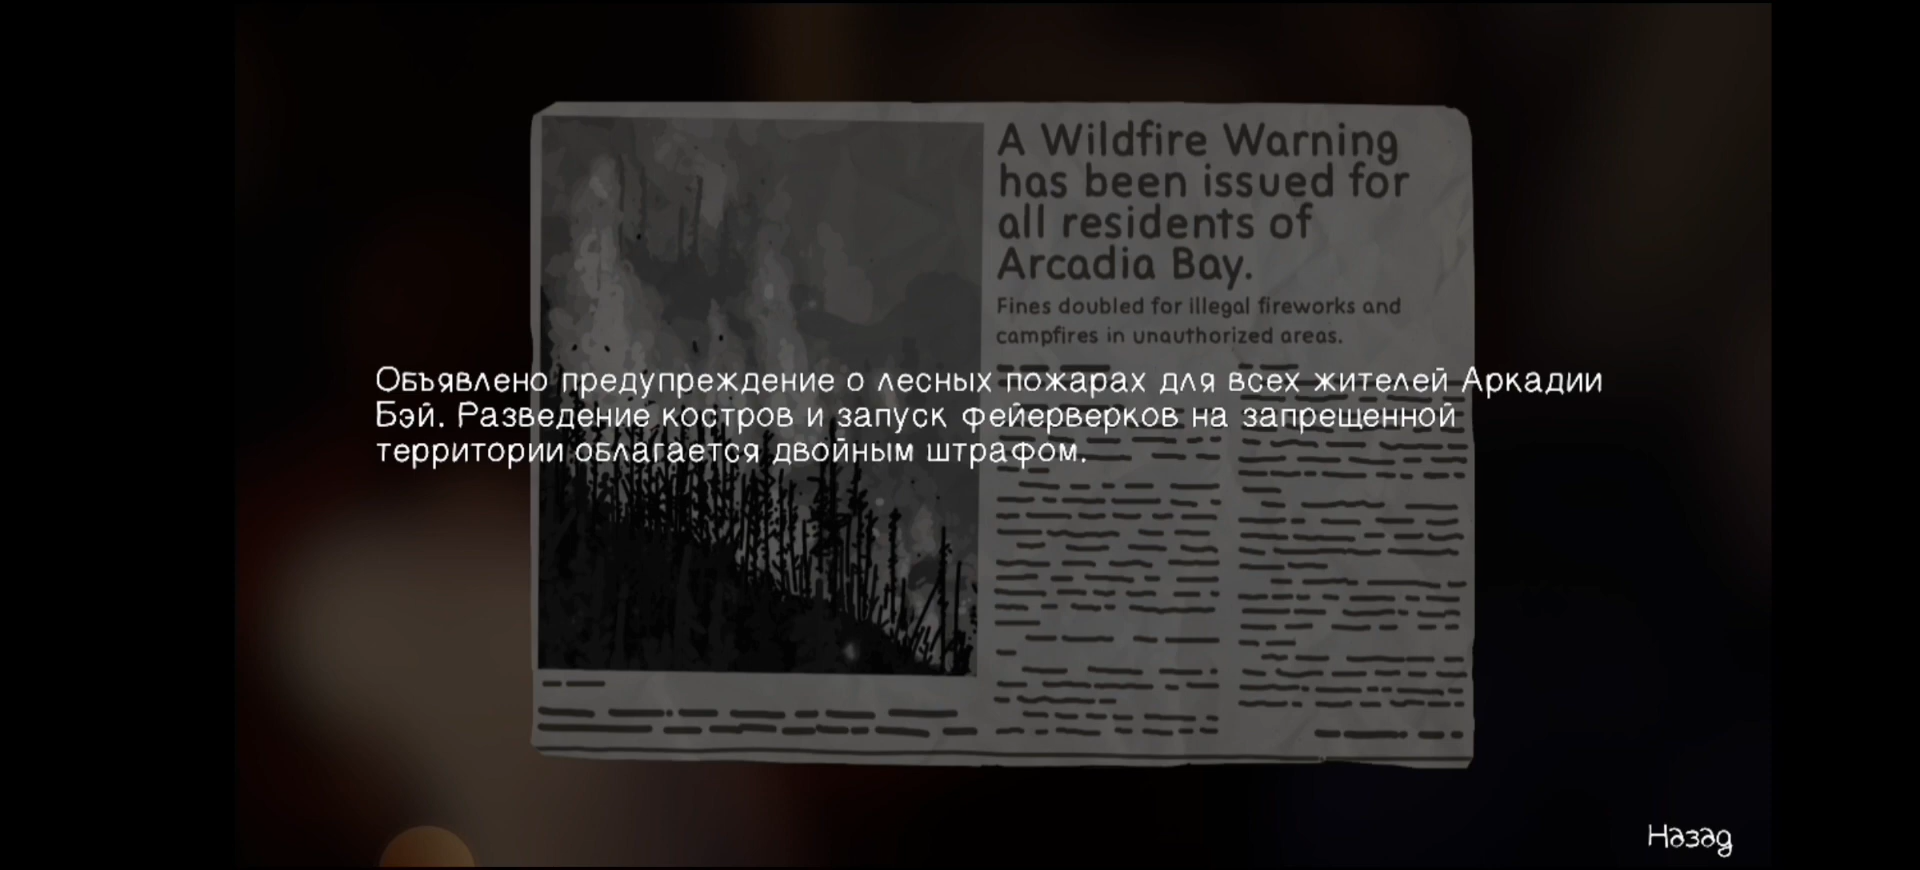 A Wildfire Warning
has been issued for
all residents of
Arcadia Bay.
Fines doubled for illegal fireworks and
campfires in unauthorized areas.
Объявлено предупреждение о лесных пожарах для всех жителей Аркадии
Бэй. Разведение костров и запуск фейерверков на запрещенной
территории облагается двойным штрафом.
Назад